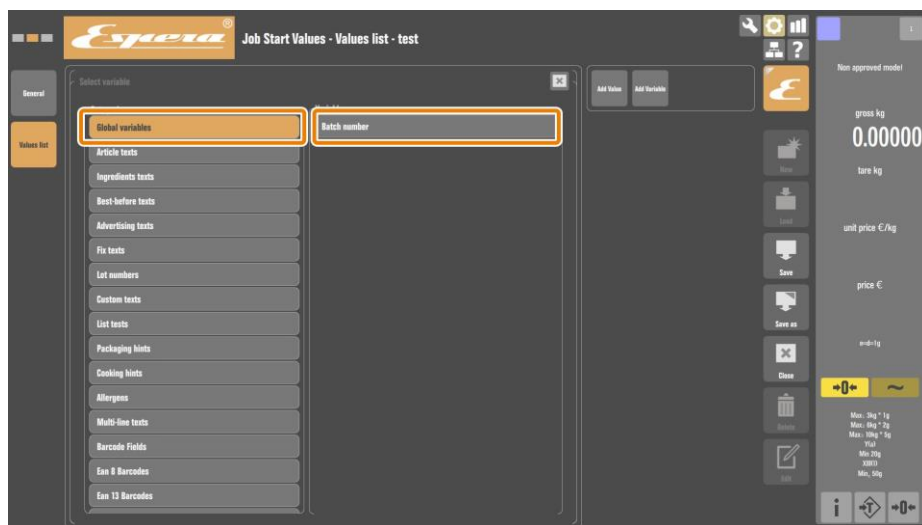 Espera®
Job Start Values - Values list - test
?
General
Values list
Select variable
Global variables
Article texts
Ingredients texts
Best-before texts
Advertising texts
Fix texts
Lot numbers
Custom texts
List tests
Packaging hints
Cooking hints
Allergens
Multi-line texts
Barcode Fields
Ean 8 Barcodes
Ean 13 Barcodes
Batch number
Add Value
Add Variable
E
New
Load
Save
Save as
Close
Delete
Edit
Non approved model
gross kg
0.00000
tare kg
unit price €/kg
price €
e=d=1g
→0←
~
Max: 3kg * 1g
Max: 6kg * 2g
Max: 10kg * 5g
Y(a)
Min 20g
XIII(1)
Min, 50g
i
→T←
→0←